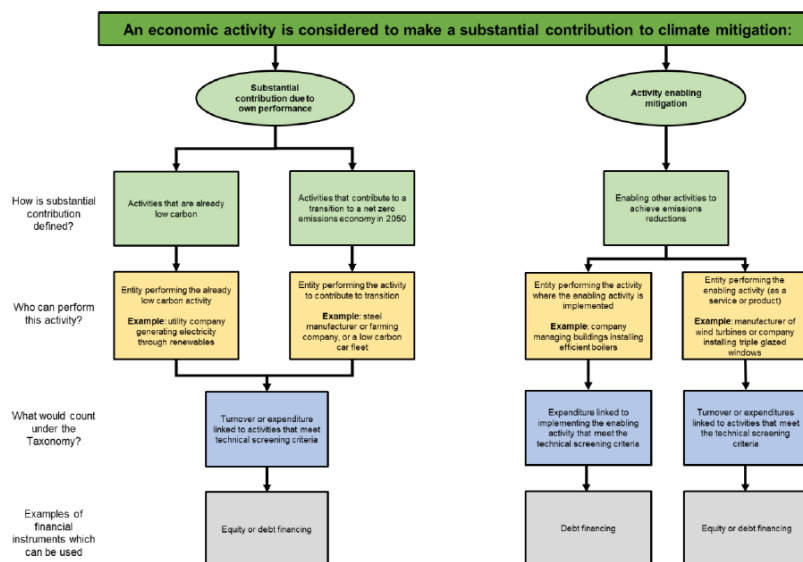 An economic activity is considered to make a substantial contribution to climate mitigation:
Substantial
contribution due to
own performance
Activity enabling
mitigation
How is substantial
contribution
defined?
Activities that are already
low carbon
Activities that contribute to a
transition to a net zero
emissions economy in 2050
Enabling other activities to
achieve emissions
reductions
Who can perform
this activity?
Entity performing the already
low carbon activity
Example: utility company
generating electricity
through renewables
Entity performing the activity
to contribute to transition
Example: steel
manufacturer or farming
company, or a low carbon
car fleet
Entity performing the activity
where the enabling activity is
implemented
Example: company
managing buildings installing
efficient boilers
Entity performing the
enabling activity (as a
service or product)
Example: manufacturer of
wind turbines or company
installing triple glazed
windows
What would count
under the
Taxonomy?
Turnover or expenditure
linked to activities that meet
technical screening criteria
Expenditure linked to
implementing the enabling
activity that meet the
technical screening criteria
Turnover or expenditures
linked to activities that meet
the technical screening
criteria
Examples of
financial
instruments which
can be used
Equity or debt financing
Debt financing
Equity or debt financing